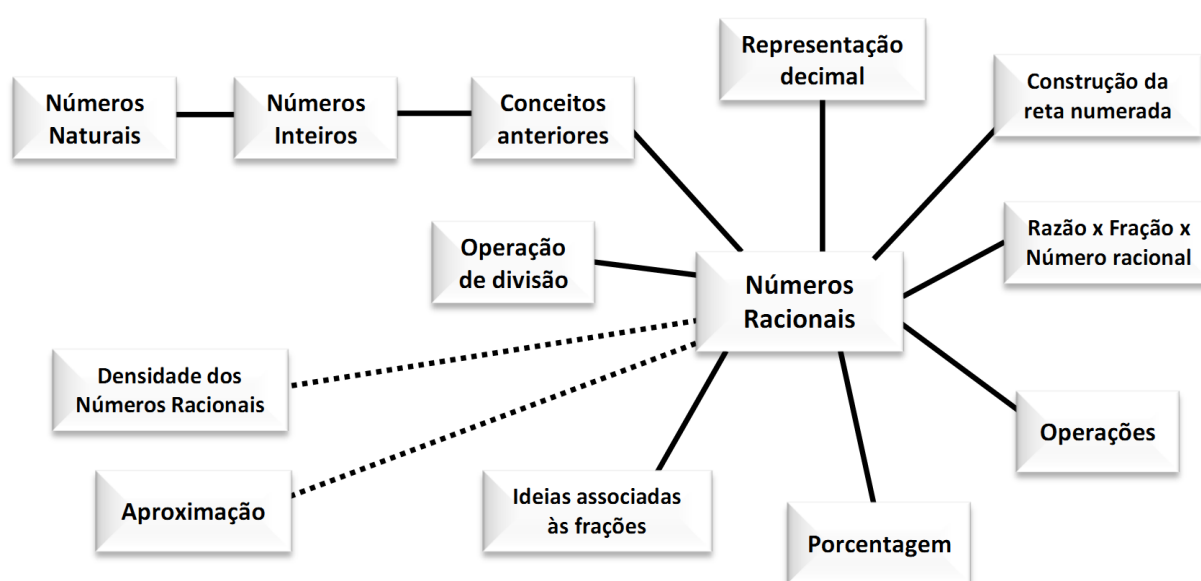 Representação
decimal
Construção da
reta numerada
Números
Naturais
Números
Inteiros
Conceitos
anteriores
Razão x Fração x
Número racional
Operação
de divisão
Números
Racionais
Densidade dos
Números Racionais
Operações
Aproximação
Ideias associadas
às frações
Porcentagem